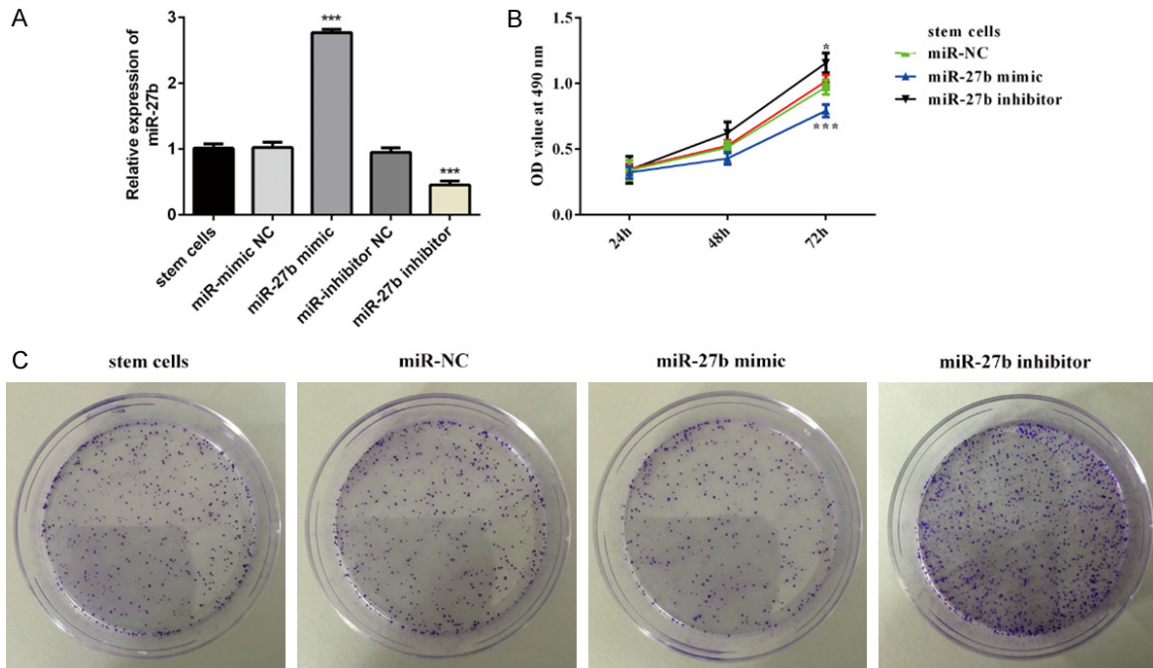 A
Relative expression of
miR-27b
3
2
1
0
***
***
stem cells
miR-mimic NC
miR-27b mimic
miR-inhibitor NC
miR-27b inhibitor
B
OD value at 490 nm
1.5
1.0
0.5
0.0
*
***
24h
48h
72h
stem cells
miR-NC
miR-27b mimic
miR-27b inhibitor
C
stem cells
miR-NC
miR-27b mimic
miR-27b inhibitor